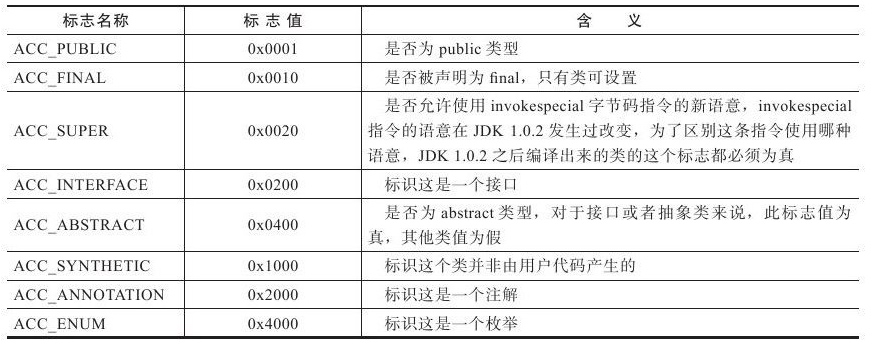 标志名称 标 志 值 含 义
ACC_PUBLIC 0x0001 是否为 public 类型
ACC_FINAL 0x0010 是否被声明为 final，只有类可设置
是否允许使用 invokespecial 字节码指令的新语意，invokespecial
ACC_SUPER 0x0020 指令的语意在 JDK 1.0.2 发生过改变，为了区别这条指令使用哪种
语意，JDK 1.0.2 之后编译出来的类的这个标志都必须为真
ACC_INTERFACE 0x0200 标识这是一个接口
ACC_ABSTRACT 0x0400 是否为 abstract 类型，对于接口或者抽象类来说，此标志值为
真，其他类值为假
ACC_SYNTHETIC 0x1000 标识这个类并非由用户代码产生的
ACC_ANNOTATION 0x2000 标识这是一个注解
ACC_ENUM 0x4000 标识这是一个枚举